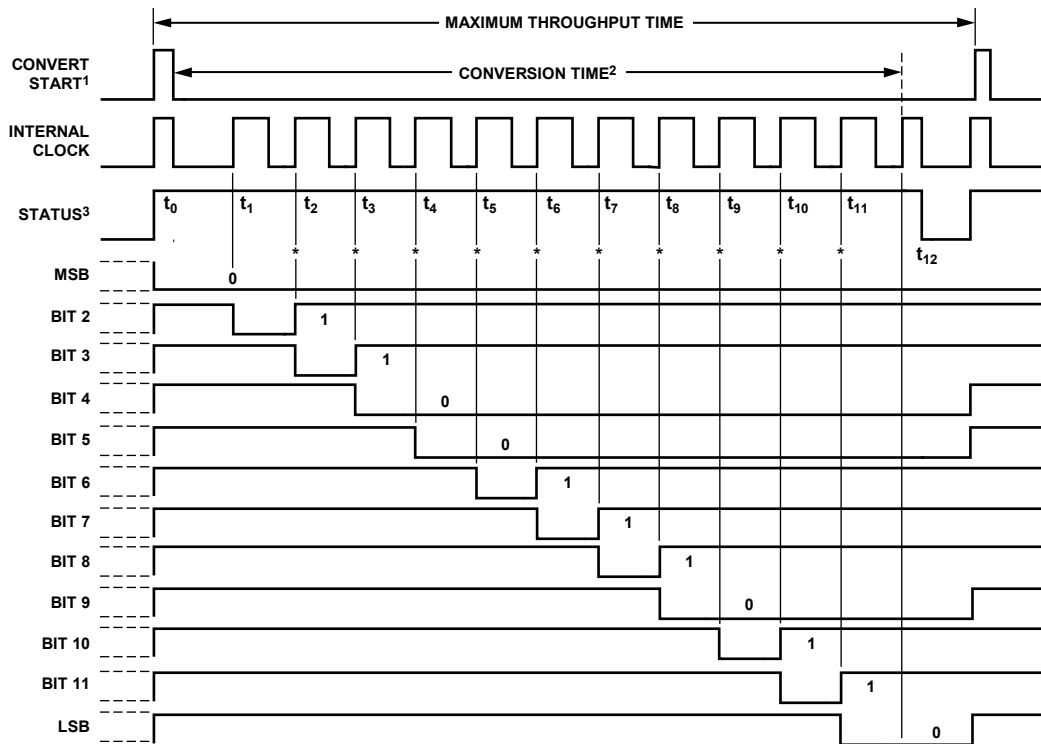 MAXIMUM THROUGHPUT TIME
CONVERT
START¹
CONVERSION TIME²
INTERNAL
CLOCK
STATUS³
t₀ t₁ t₂ t₃ t₄ t₅ t₆ t₇ t₈ t₉ t₁₀ t₁₁
* * * * * * * * * * t₁₂
MSB 0
BIT 2 1
BIT 3 1
BIT 4 0
BIT 5 0
BIT 6 1
BIT 7 1
BIT 8 1
BIT 9 0
BIT 10 1
BIT 11 1
LSB 0